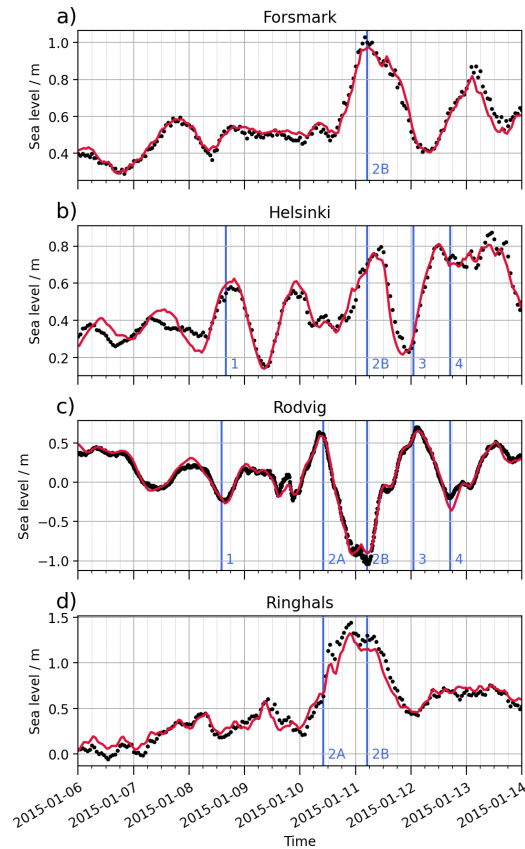 a) Forsmark
1.0
0.8
0.6
0.4
Sea level / m
2B
b) Helsinki
0.8
0.6
0.4
0.2
Sea level / m
1 2B 3 4
c) Rodvig
0.5
0.0
−0.5
−1.0
Sea level / m
1 2A 2B 3 4
d) Ringhals
1.5
1.0
0.5
0.0
Sea level / m
2A 2B
2015-01-06 2015-01-07 2015-01-08 2015-01-09 2015-01-10 2015-01-11 2015-01-12 2015-01-13 2015-01-14
Time